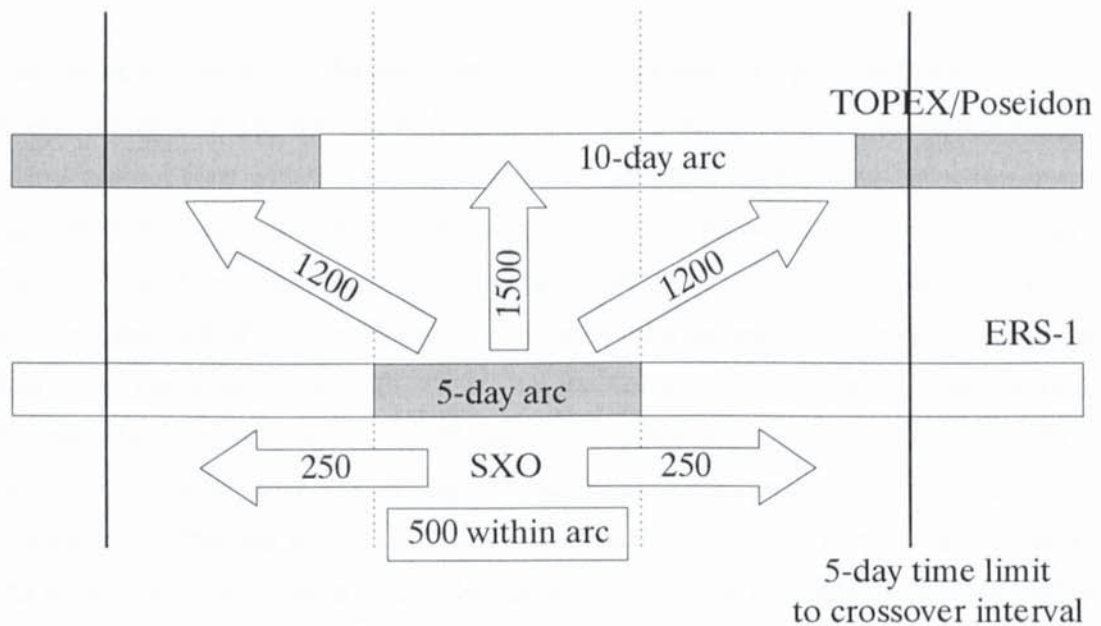 TOPEX/Poseidon
10-day arc
1200
1500
1200
ERS-1
5-day arc
250
SXO
250
500 within arc
5-day time limit
to crossover interval